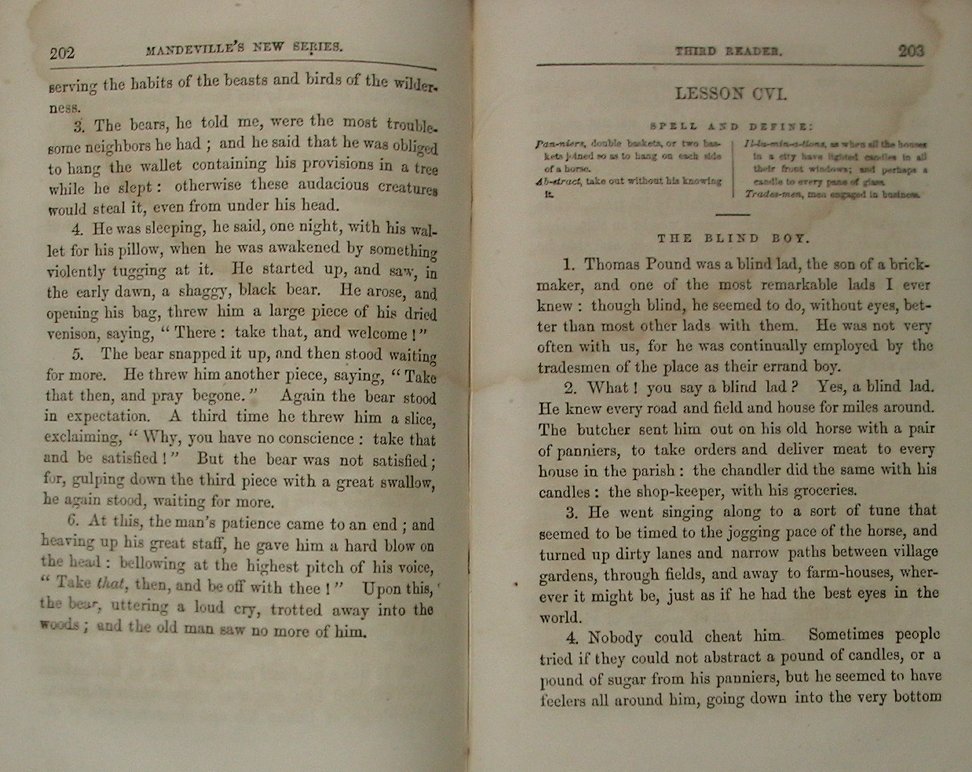 202
MANDEVILLE'S NEW SERIES.
serving the habits of the beasts and birds of the wilder-
ness.
3. The bears, he told me, were the most trouble-
some neighbors he had ; and he said that he was obliged
to hang the wallet containing his provisions in a tree
while he slept : otherwise these audacious creatures
would steal it, even from under his head.
4. He was sleeping, he said, one night, with his wal-
let for his pillow, when he was awakened by something
violently tugging at it. He started up, and saw, in
the early dawn, a shaggy, black bear. He arose, and
opening his bag, threw him a large piece of his dried
venison, saying, “ There : take that, and welcome ! ”
5. The bear snapped it up, and then stood waiting
for more. He threw him another piece, saying, “ Take
that then, and pray begone. ” Again the bear stood
in expectation. A third time he threw him a slice,
exclaiming, “ Why, you have no conscience : take that
and be satisfied ! ” But the bear was not satisfied ;
for, gulping down the third piece with a great swallow,
he again stood, waiting for more.
6. At this, the man's patience came to an end ; and
heaving up his great staff, he gave him a hard blow on
the head : bellowing at the highest pitch of his voice,
“ Take that, then, and be off with thee ! ” Upon this,
the bear, uttering a loud cry, trotted away into the
woods ; and the old man saw no more of him.
THIRD READER.
203
LESSON CVI.
SPELL AND DEFINE:
Pan-niers, double baskets, or two bas-
kets joined so as to hang on each side
of a horse.
Ab-stract, take out without his knowing
it.
Il-lu-min-a-tions, as when all the houses
in a city have lighted candles in all
their front windows; and perhaps a
candle to every pane of glass.
Trades-men, men engaged in business.
THE BLIND BOY.
1. Thomas Pound was a blind lad, the son of a brick-
maker, and one of the most remarkable lads I ever
knew : though blind, he seemed to do, without eyes, bet-
ter than most other lads with them. He was not very
often with us, for he was continually employed by the
tradesmen of the place as their errand boy.
2. What ! you say a blind lad ? Yes, a blind lad.
He knew every road and field and house for miles around.
The butcher sent him out on his old horse with a pair
of panniers, to take orders and deliver meat to every
house in the parish : the chandler did the same with his
candles : the shop-keeper, with his groceries.
3. He went singing along to a sort of tune that
seemed to be timed to the jogging pace of the horse, and
turned up dirty lanes and narrow paths between village
gardens, through fields, and away to farm-houses, wher-
ever it might be, just as if he had the best eyes in the
world.
4. Nobody could cheat him. Sometimes people
tried if they could not abstract a pound of candles, or a
pound of sugar from his panniers, but he seemed to have
feelers all around him, going down into the very bottom